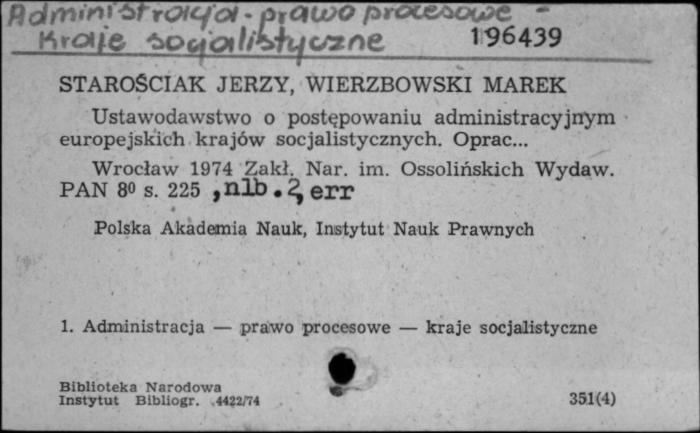 Administracja - prawo procesowe -
Kraje socjalistyczne 196439
STAROŚCIAK JERZY, WIERZBOWSKI MAREK
Ustawodawstwo o postępowaniu administracyjnym
europejskich krajów socjalistycznych. Oprac...
Wrocław 1974 Zakł. Nar. im. Ossolińskich Wydaw.
PAN 8⁰ s. 225 , nlb. 2, err
Polska Akademia Nauk, Instytut Nauk Prawnych
1. Administracja — prawo procesowe — kraje socjalistyczne
Biblioteka Narodowa
Instytut Bibliogr. 4422/74 351(4)